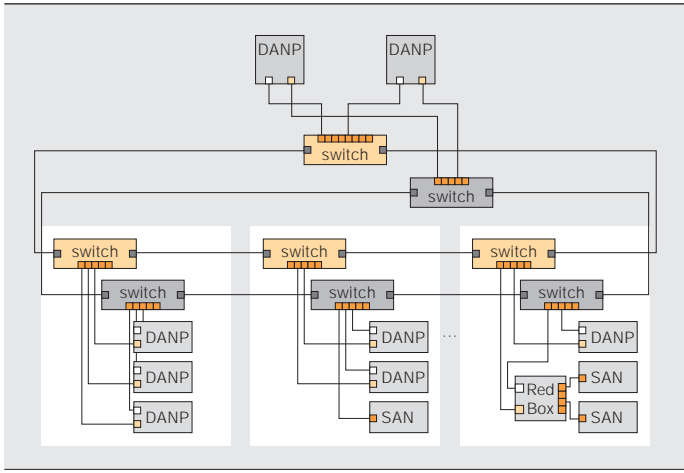 DANP DANP
switch
switch
switch switch switch
switch switch switch
DANP DANP ... DANP
DANP DANP Red SAN
Box
DANP SAN SAN